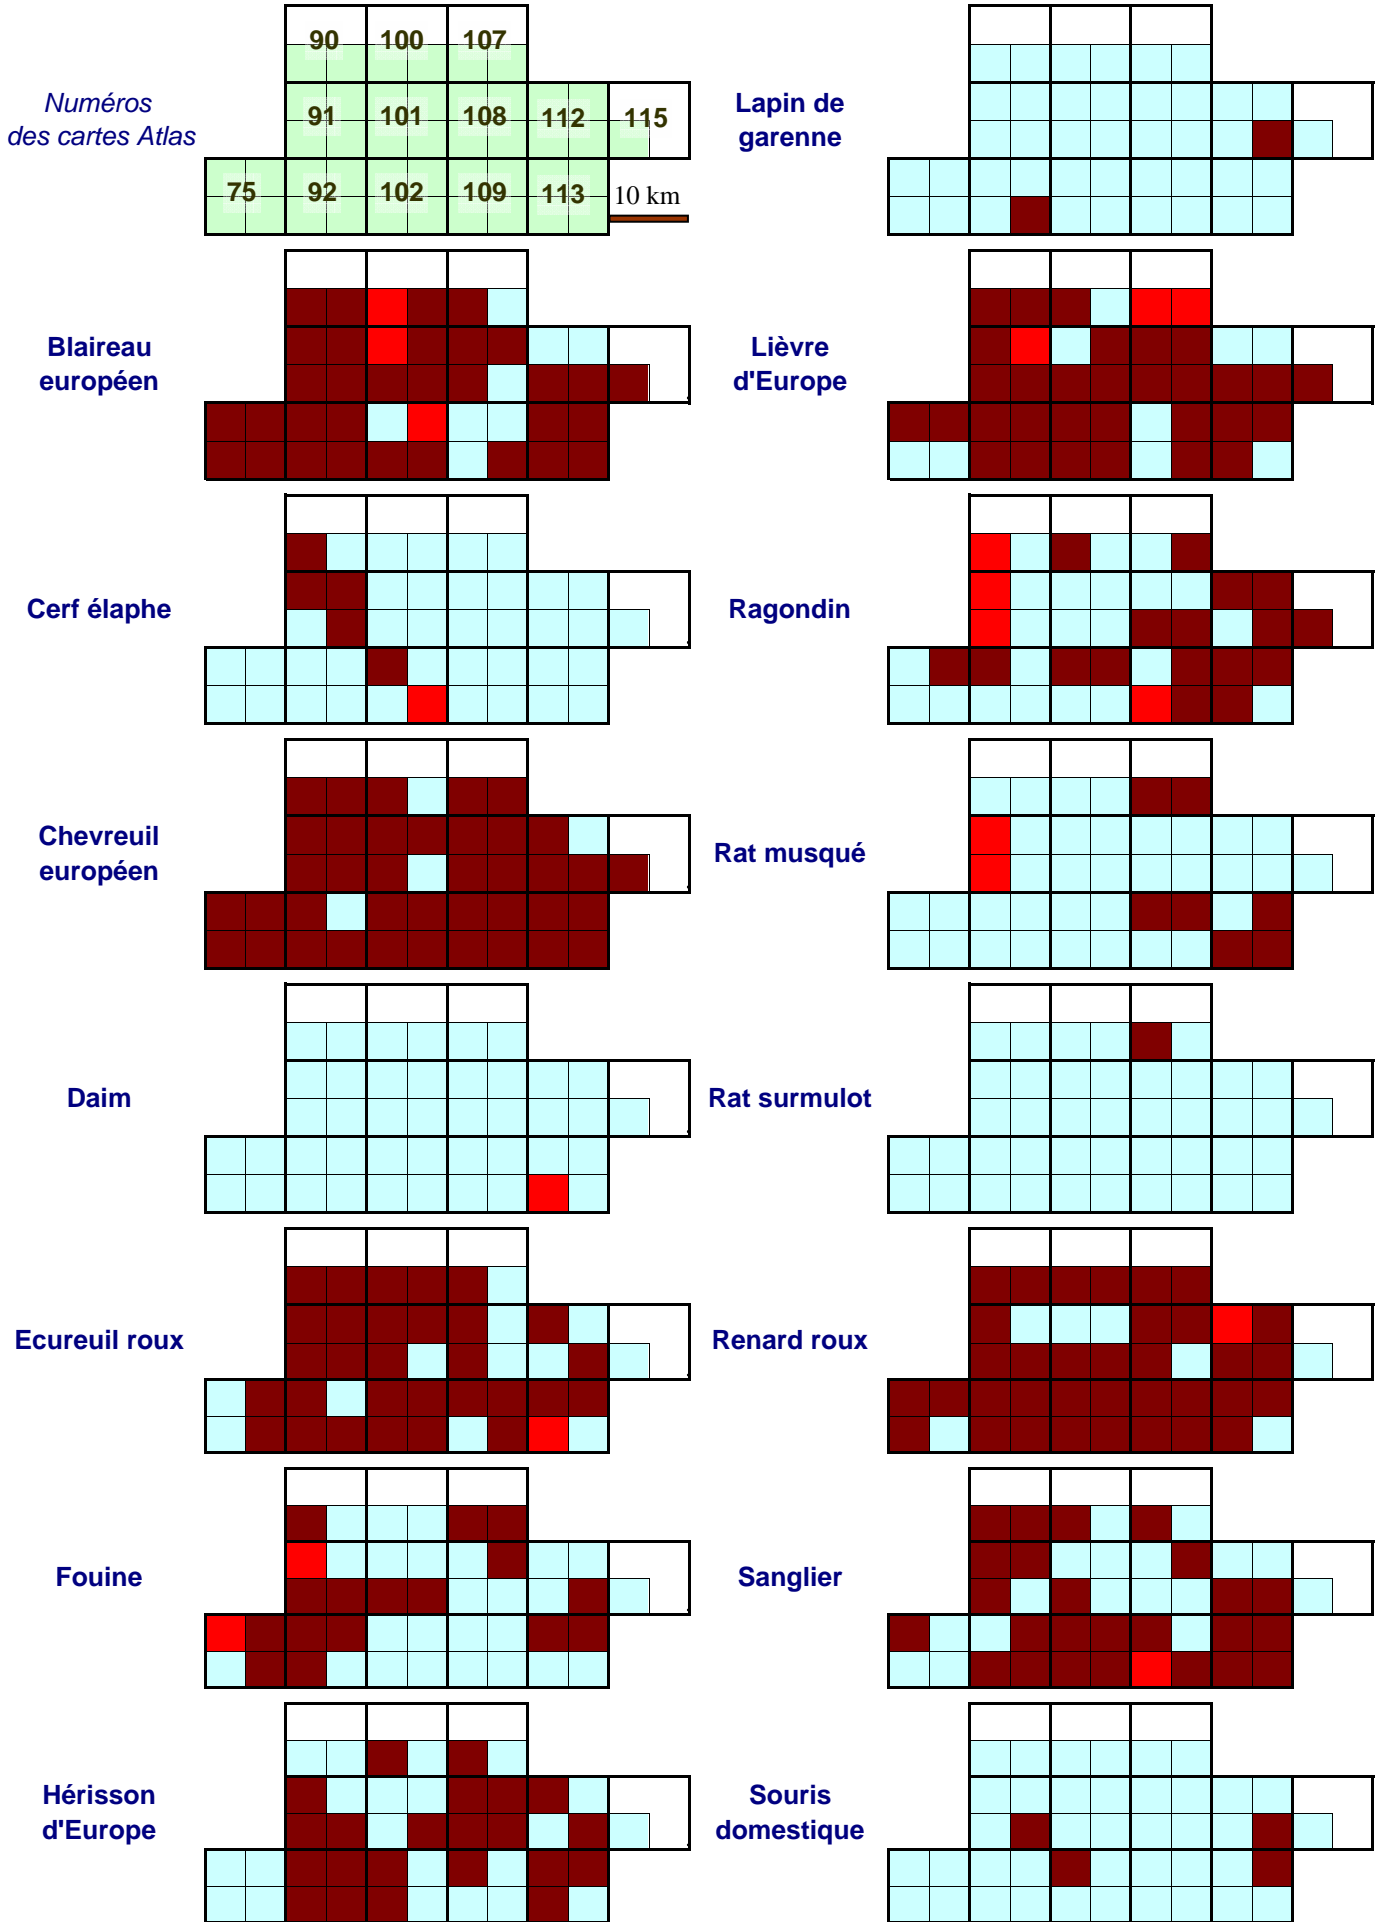 90 100 107
Numéros
des cartes Atlas
91 101 108 112 115
75 92 102 109 113 10 km
Lapin de
garenne
Blaireau
européen
Lièvre
d'Europe
Cerf élaphe
Ragondin
Chevreuil
européen
Rat musqué
Daim
Rat surmulot
Ecureuil roux
Renard roux
Fouine
Sanglier
Hérisson
d'Europe
Souris
domestique